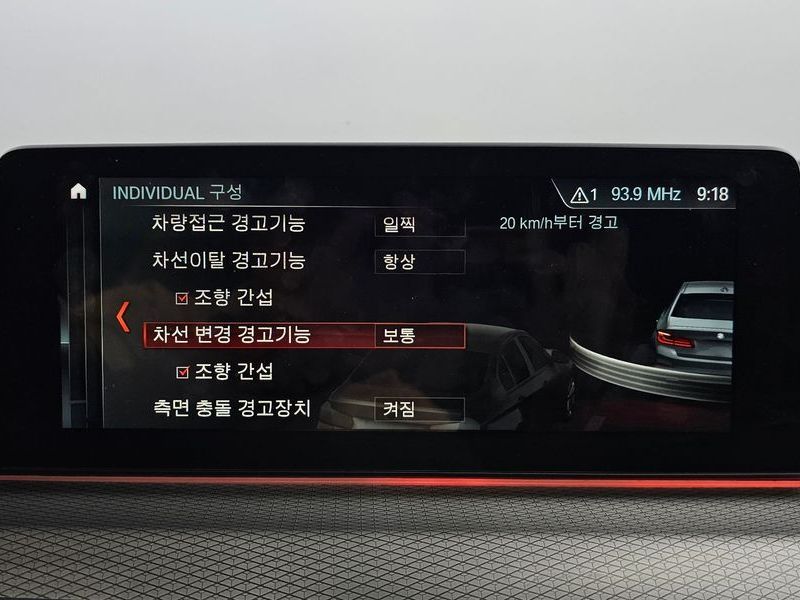 INDIVIDUAL 구성
1 93.9 MHz 9:18
차량접근 경고기능 일찍
20 km/h부터 경고
차선이탈 경고기능 항상
조향 간섭
차선 변경 경고기능 보통
조향 간섭
측면 충돌 경고장치 켜짐